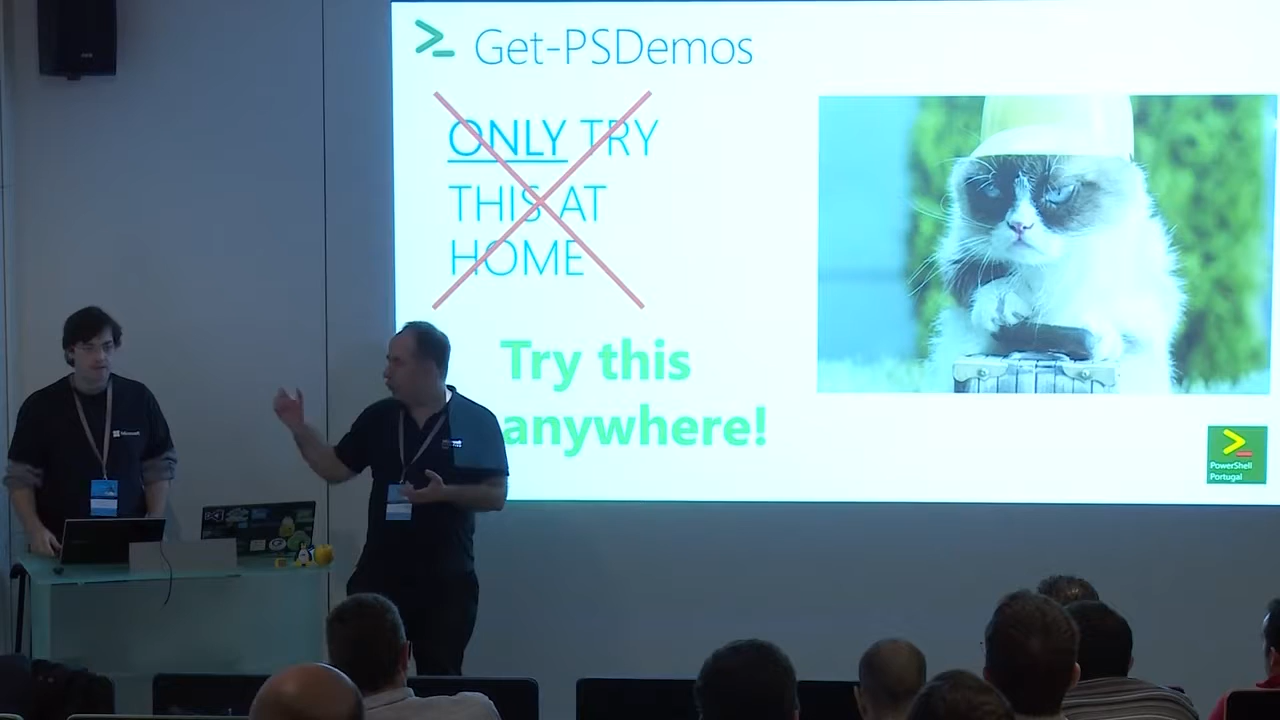 Get-PSDemos
ONLY TRY
THIS AT
HOME
Try this
anywhere!
PowerShell
Portugal
Microsoft